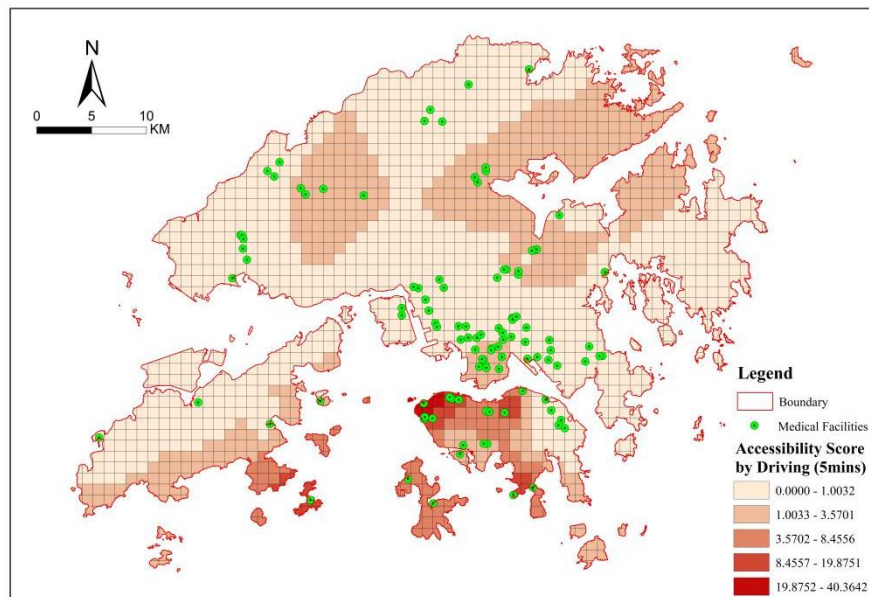 N
0 5 10
KM
Legend
Boundary
Medical Facilities
Accessibility Score
by Driving (5mins)
0.0000 - 1.0032
1.0033 - 3.5701
3.5702 - 8.4556
8.4557 - 19.8751
19.8752 - 40.3642